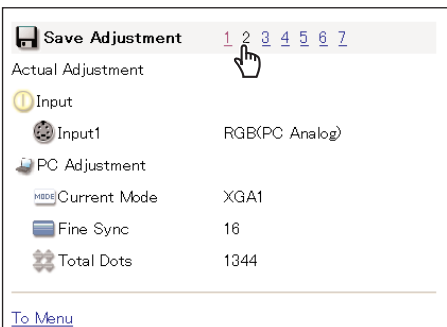 Save Adjustment 1 2 3 4 5 6 7
Actual Adjustment
Input
Input1 RGB(PC Analog)
PC Adjustment
MODE Current Mode XGA1
Fine Sync 16
Total Dots 1344
To Menu